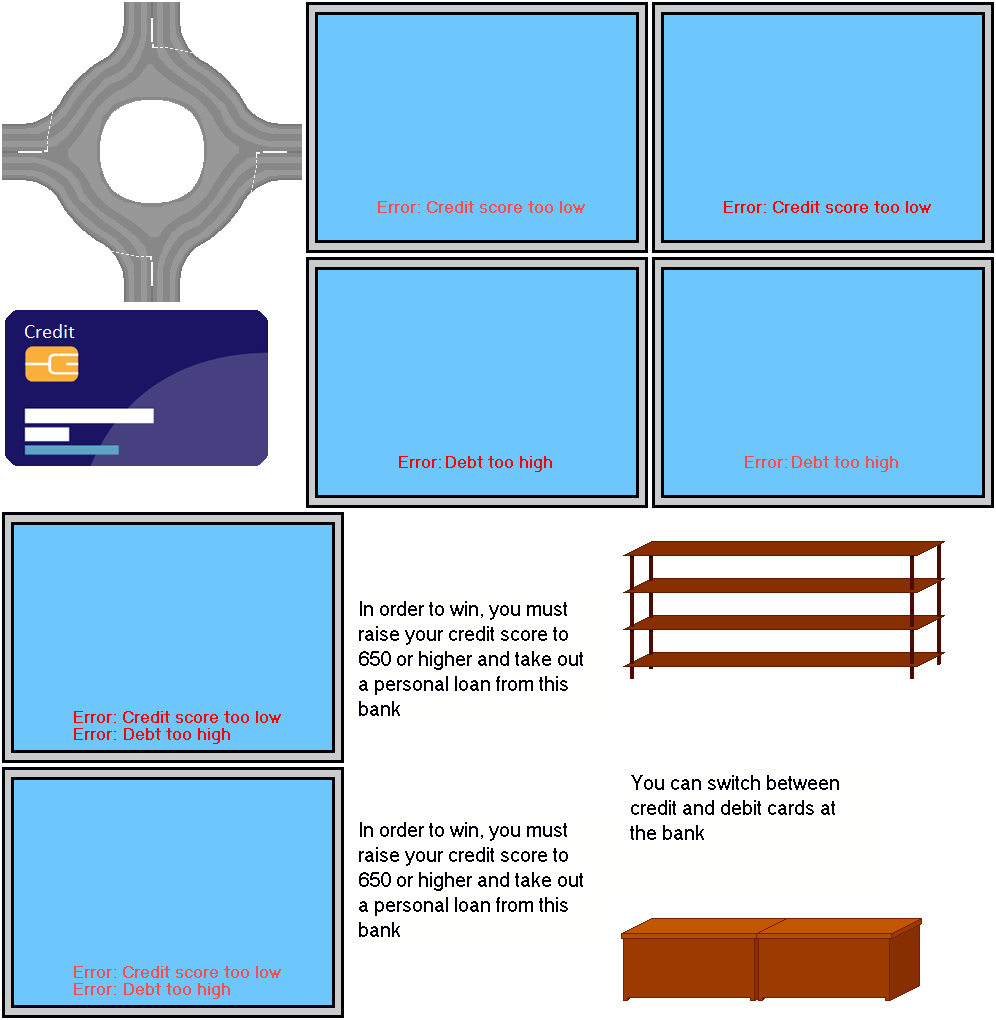 Error: Credit score too low
Error: Credit score too low
Credit
Error: Debt too high
Error: Debt too high
Error: Credit score too low
Error: Debt too high
In order to win, you must
raise your credit score to
650 or higher and take out
a personal loan from this
bank
You can switch between
credit and debit cards at
the bank
Error: Credit score too low
Error: Debt too high
In order to win, you must
raise your credit score to
650 or higher and take out
a personal loan from this
bank